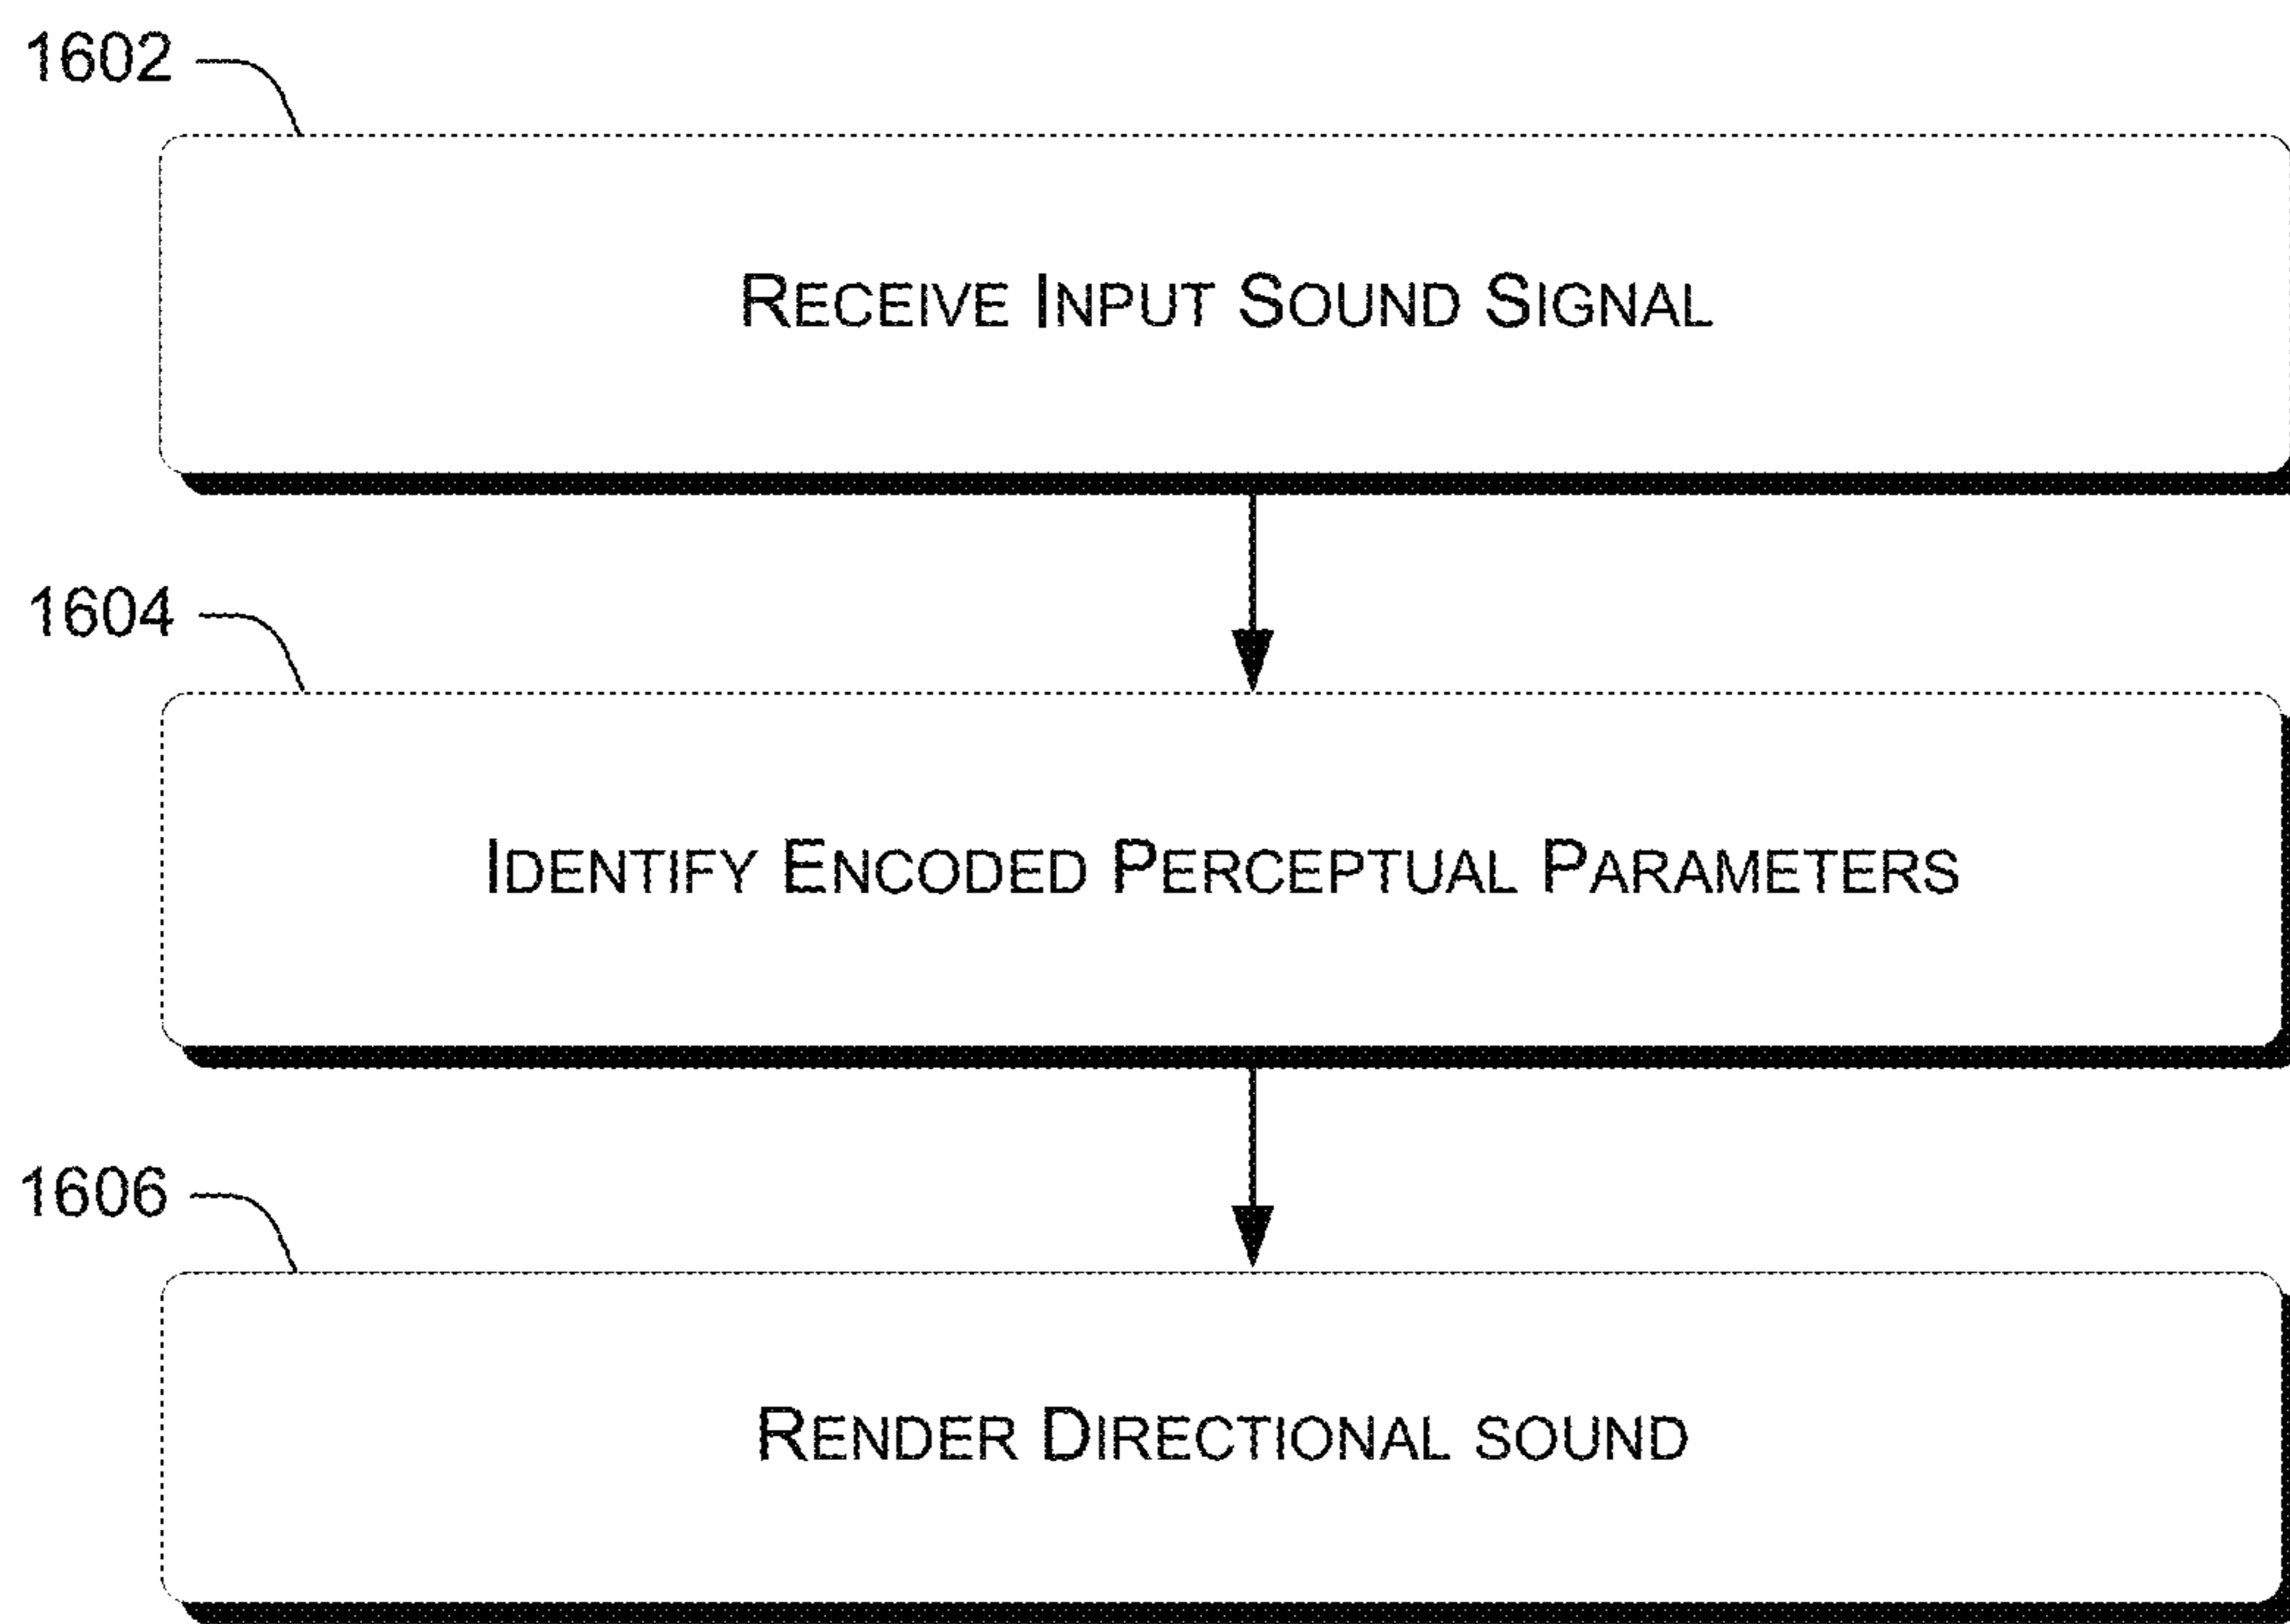 1602
RECEIVE INPUT SOUND SIGNAL
1604
IDENTIFY ENCODED PERCEPTUAL PARAMETERS
1606
RENDER DIRECTIONAL SOUND